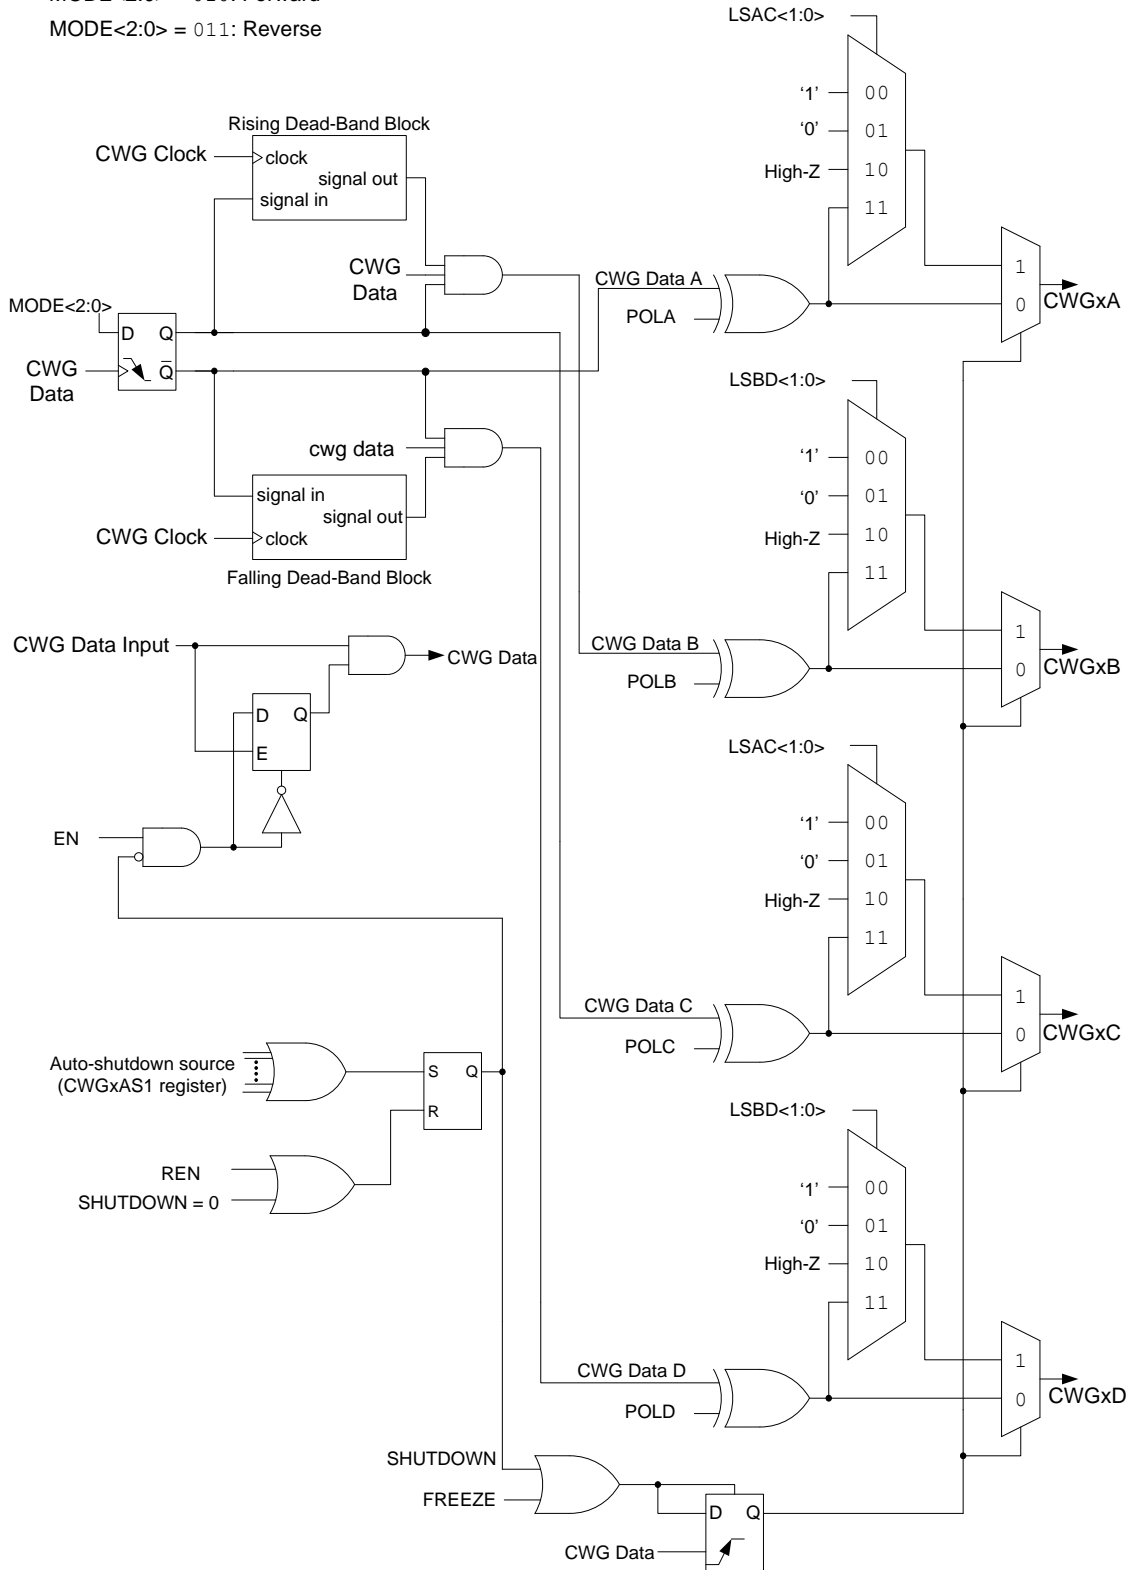 MODE<2:0> = 010: Forward
MODE<2:0> = 011: Reverse
LSAC<1:0>
‘1’ 00
‘0’ 01
High-Z 10
11
1
0
CWGxA
Rising Dead-Band Block
CWG Clock
clock
signal out
signal in
CWG
Data
CWG Data A
POLA
MODE<2:0>
D Q
CWG
Data
Q
LSBD<1:0>
‘1’ 00
‘0’ 01
High-Z 10
11
1
0
CWGxB
cwg data
signal in
signal out
CWG Clock
clock
Falling Dead-Band Block
CWG Data Input
CWG Data
CWG Data B
POLB
D Q
E
EN
LSAC<1:0>
‘1’ 00
‘0’ 01
High-Z 10
11
1
0
CWGxC
CWG Data C
POLC
Auto-shutdown source
(CWGxAS1 register)
S Q
R
REN
SHUTDOWN = 0
LSBD<1:0>
‘1’ 00
‘0’ 01
High-Z 10
11
1
0
CWGxD
CWG Data D
POLD
SHUTDOWN
FREEZE
D Q
CWG Data